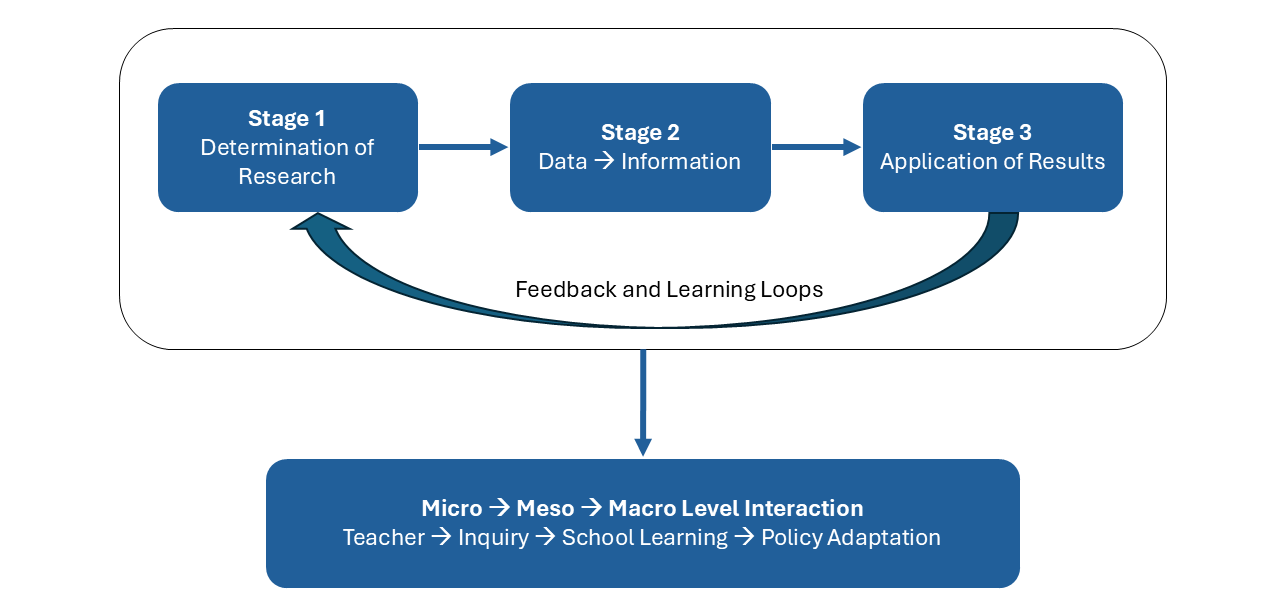 Stage 1
Determination of
Research
Stage 2
Data → Information
Stage 3
Application of Results
Feedback and Learning Loops
Micro → Meso → Macro Level Interaction
Teacher → Inquiry → School Learning → Policy Adaptation